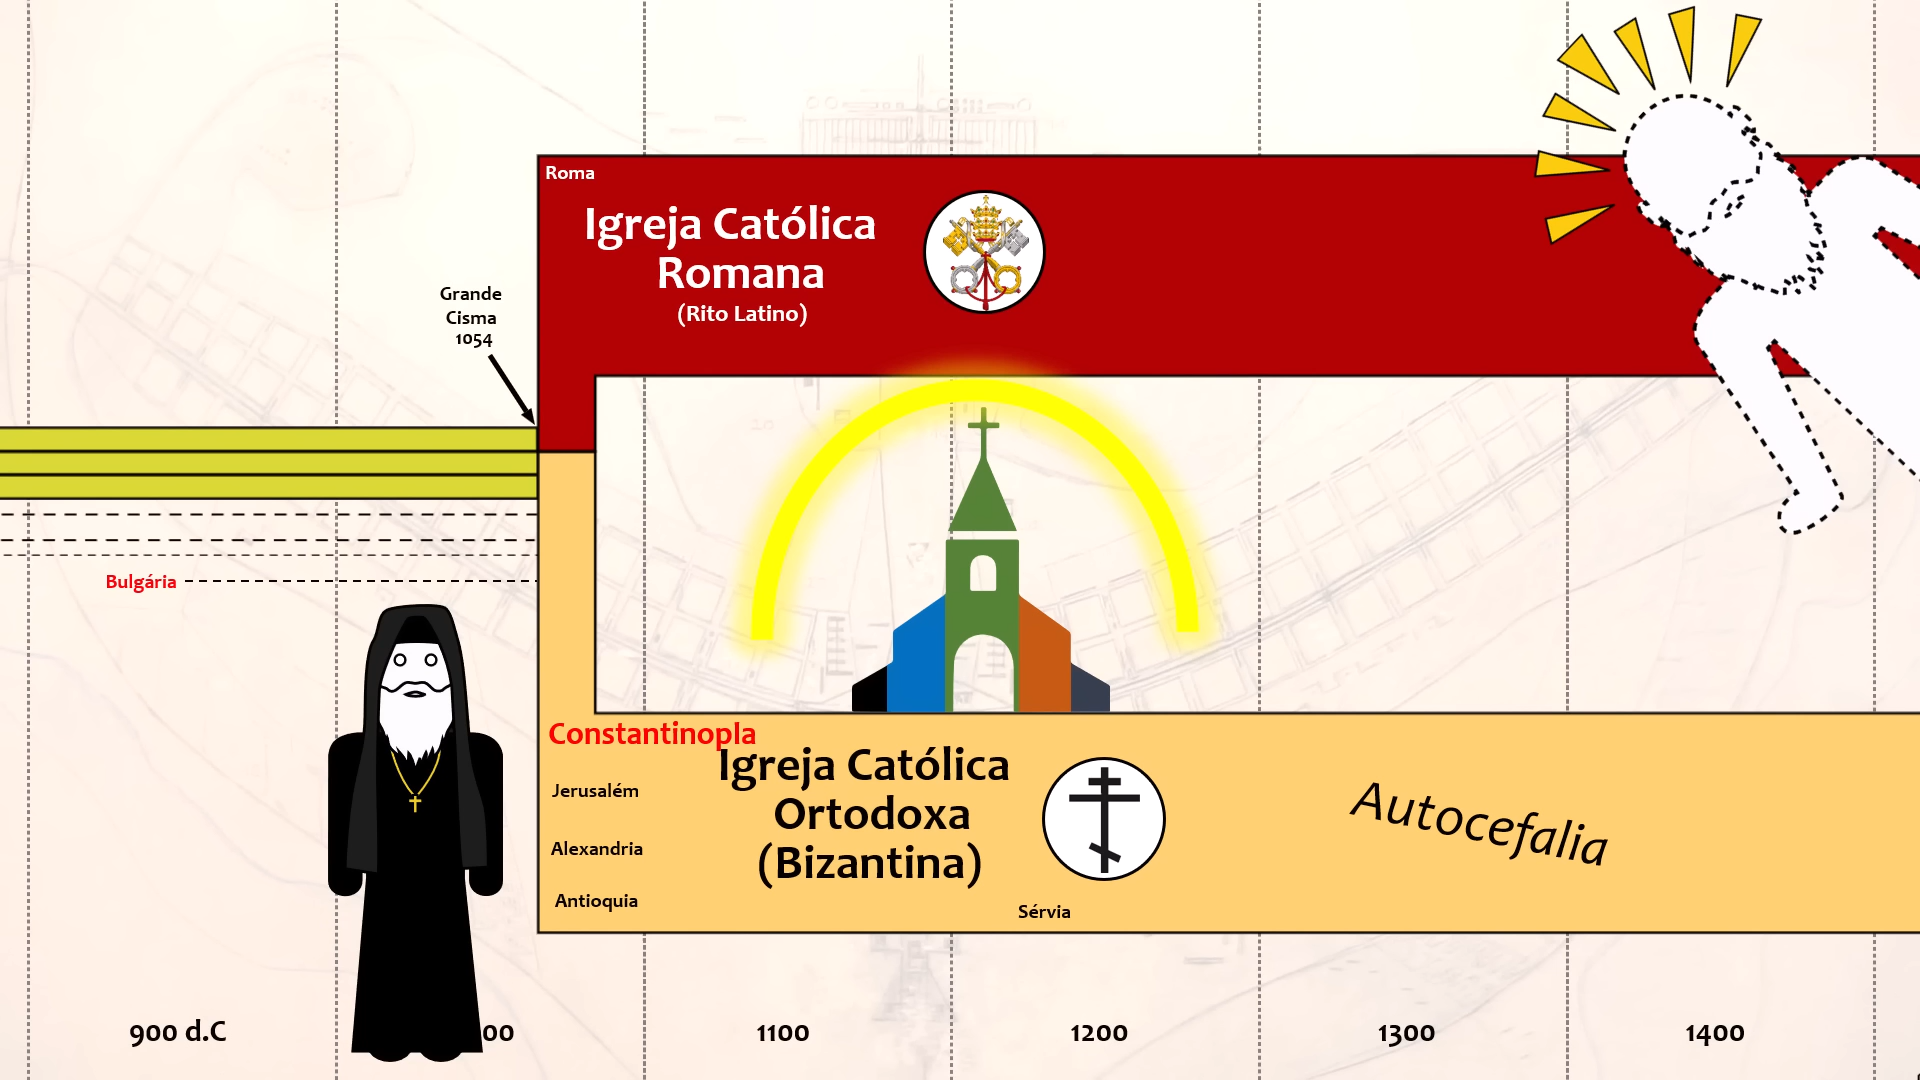 Roma
Igreja Católica
Romana
(Rito Latino)
Grande
Cisma
1054
Bulgária
Constantinopla
Igreja Católica
Ortodoxa
(Bizantina)
Jerusalém
Alexandria
Antioquia
Sérvia
Autocefalia
900 d.C
00
1100
1200
1300
1400